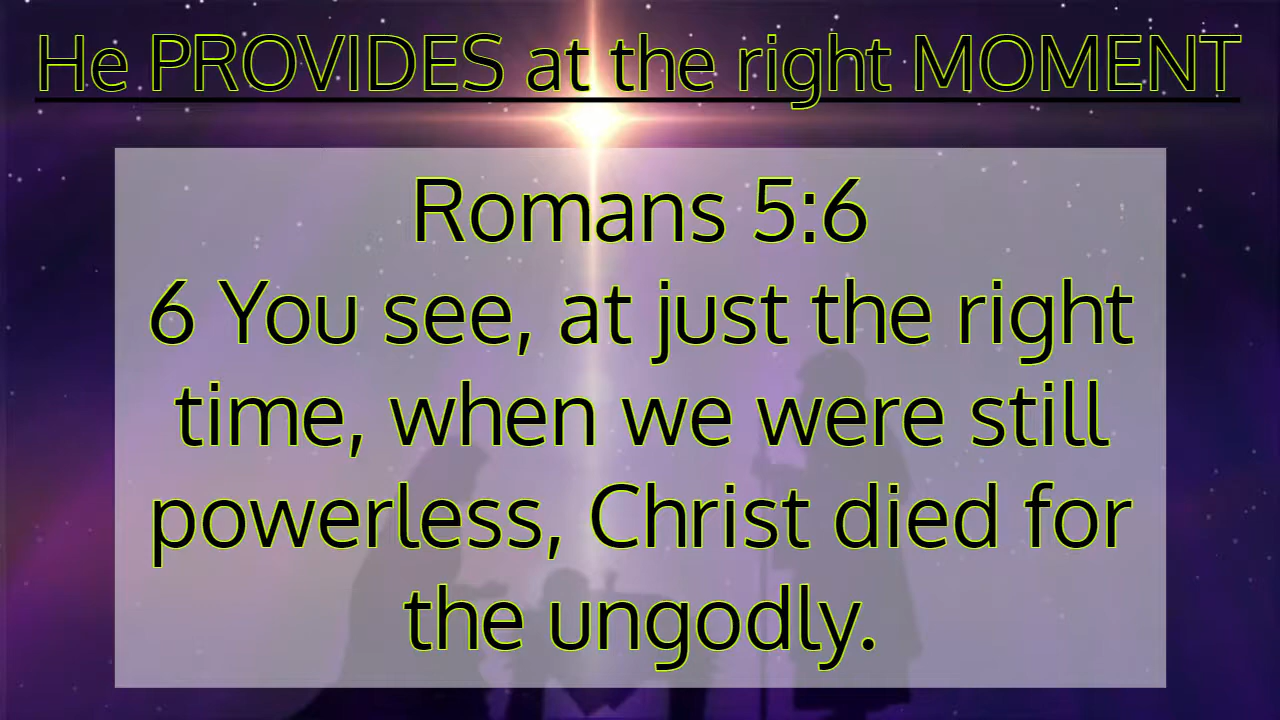 He PROVIDES at the right MOMENT
Romans 5:6
6 You see, at just the right
time, when we were still
powerless, Christ died for
the ungodly.